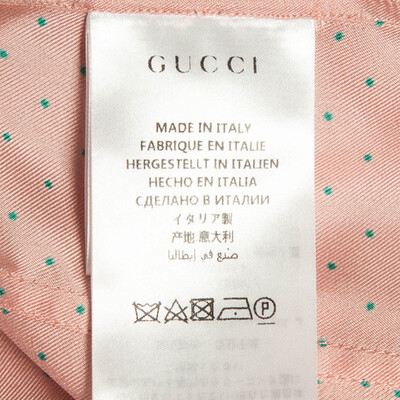 GUCCI
MADE IN ITALY
FABRIQUE EN ITALIE
HERGESTELLT IN ITALIEN
HECHO EN ITALIA
СДЕЛАНО В ИТАЛИИ
イタリア製
产地:意大利
صنع في إيطاليا
P